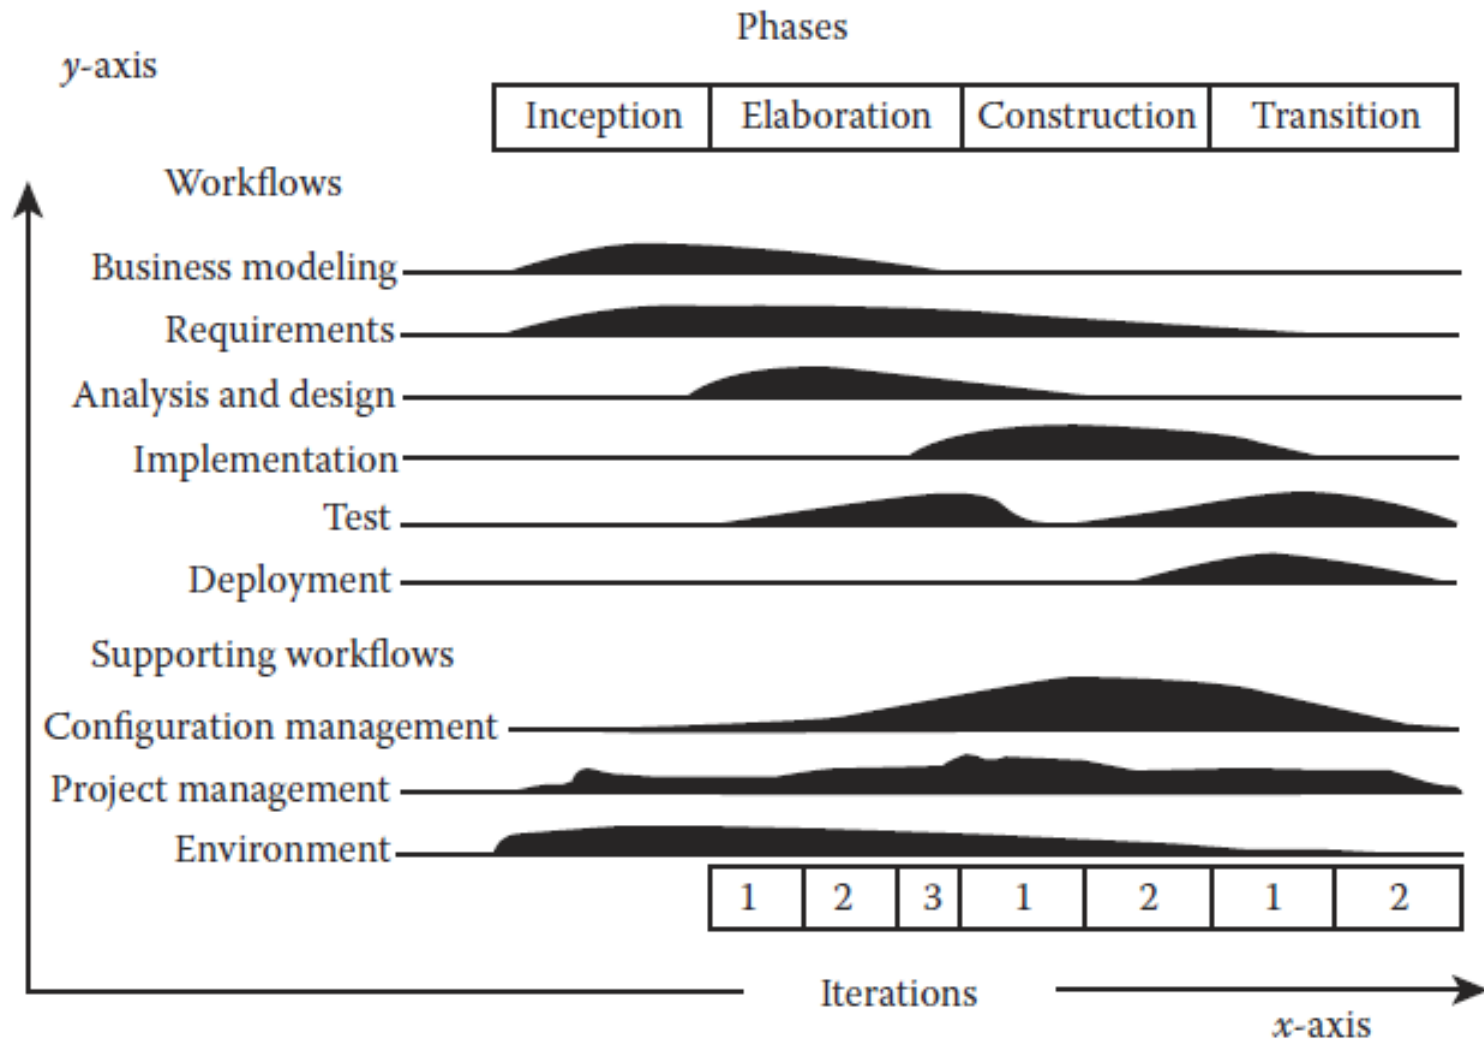 Phases
y-axis
Inception Elaboration Construction Transition
Workflows
Business modeling
Requirements
Analysis and design
Implementation
Test
Deployment
Supporting workflows
Configuration management
Project management
Environment
1 2 3 1 2 1 2
Iterations
x-axis